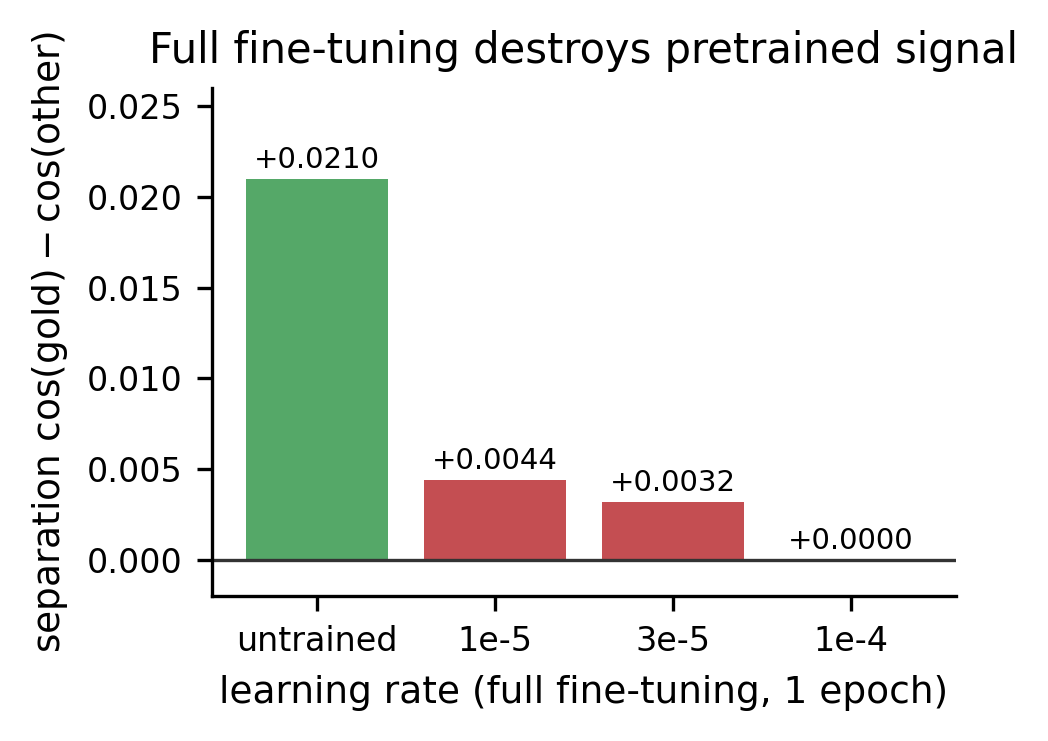 Full fine-tuning destroys pretrained signal
separation cos(gold) − cos(other)
0.025
0.020
0.015
0.010
0.005
0.000
+0.0210
+0.0044
+0.0032
+0.0000
untrained
1e-5
3e-5
1e-4
learning rate (full fine-tuning, 1 epoch)